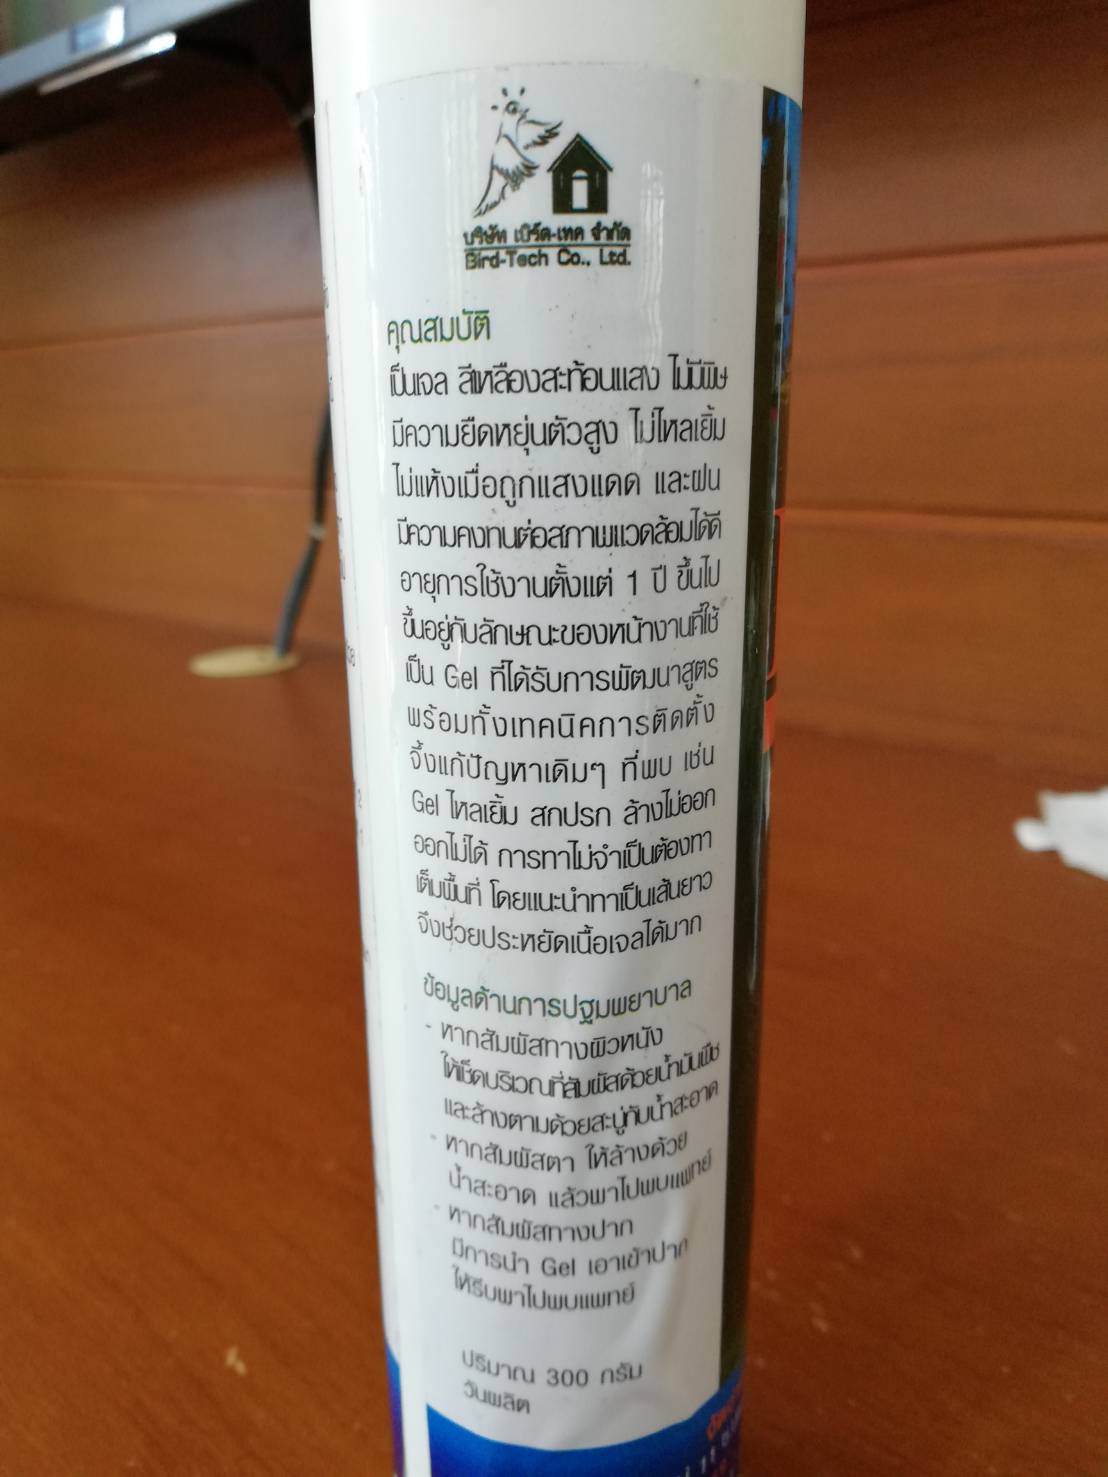 บริษัท เบิร์ด-เทค จำกัด
Bird-Tech Co., Ltd.
คุณสมบัติ
เป็นเจล สีเหลืองสะท้อนแสง ไม่มีพิษ
มีความยืดหยุ่นตัวสูง ไม่ไหลเยิ้ม
ไม่แห้งเมื่อถูกแสงแดด และฝน
มีความคงทนต่อสภาพแวดล้อมได้ดี
อายุการใช้งานตั้งแต่ 1 ปี ขึ้นไป
ขึ้นอยู่กับลักษณะของหน้างานที่ใช้
เป็น Gel ที่ได้รับการพัฒนาสูตร
พร้อมทั้งเทคนิคการติดตั้ง
จึ้งแก้ปัญหาเดิมๆ ที่พบ เช่น
Gel ไหลเยิ้ม สกปรก ล้างไม่ออก
ออกไม่ได้ การทาไม่จำเป็นต้องทา
เต็มพื้นที่ โดยแนะนำทาเป็นเส้นยาว
จึงช่วยประหยัดเนื้อเจลได้มาก
ข้อมูลด้านการปฐมพยาบาล
- หากสัมผัสทางผิวหนัง
ให้เช็ดบริเวณที่สัมผัสด้วยน้ำมันพืช
และล้างตามด้วยสะบู่กับน้ำสะอาด
- หากสัมผัสตา ให้ล้างด้วย
น้ำสะอาด แล้วพาไปพบแพทย์
- หากสัมผัสทางปาก
มีการนำ Gel เอาเข้าปาก
ให้รีบพาไปพบแพทย์
ปริมาณ 300 กรัม
วันผลิต